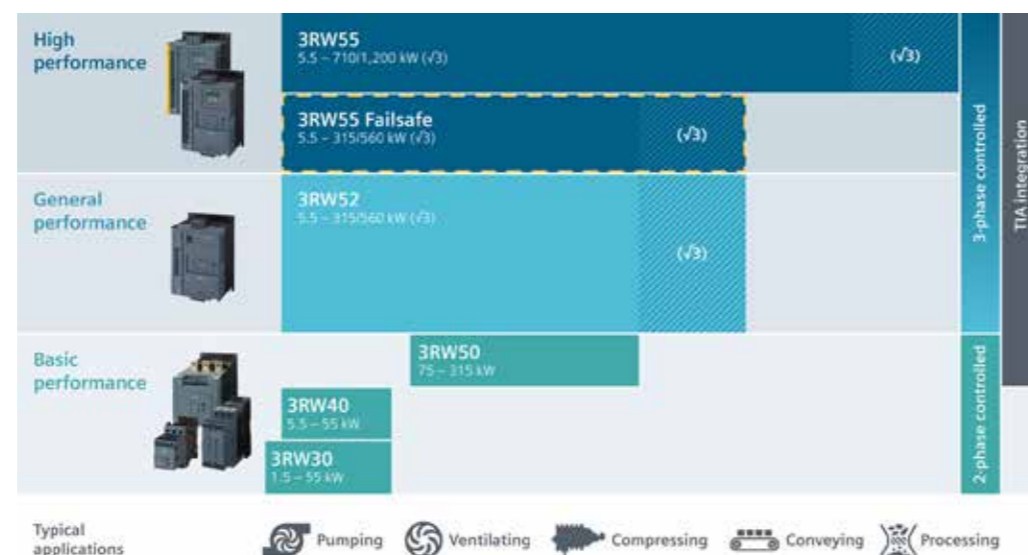 High
performance
3RW55
5.5 – 710/1,200 kW (√3)
(√3)
3RW55 Failsafe
5.5 – 315/560 kW (√3)
(√3)
General
performance
3RW52
5.5 – 315/560 kW (√3)
(√3)
Basic
performance
3RW50
75 – 315 kW
3RW40
5.5 – 55 kW
3RW30
1.5 – 55 kW
3-phase controlled
2-phase controlled
TIA integration
Typical
applications
Pumping
Ventilating
Compressing
Conveying
Processing